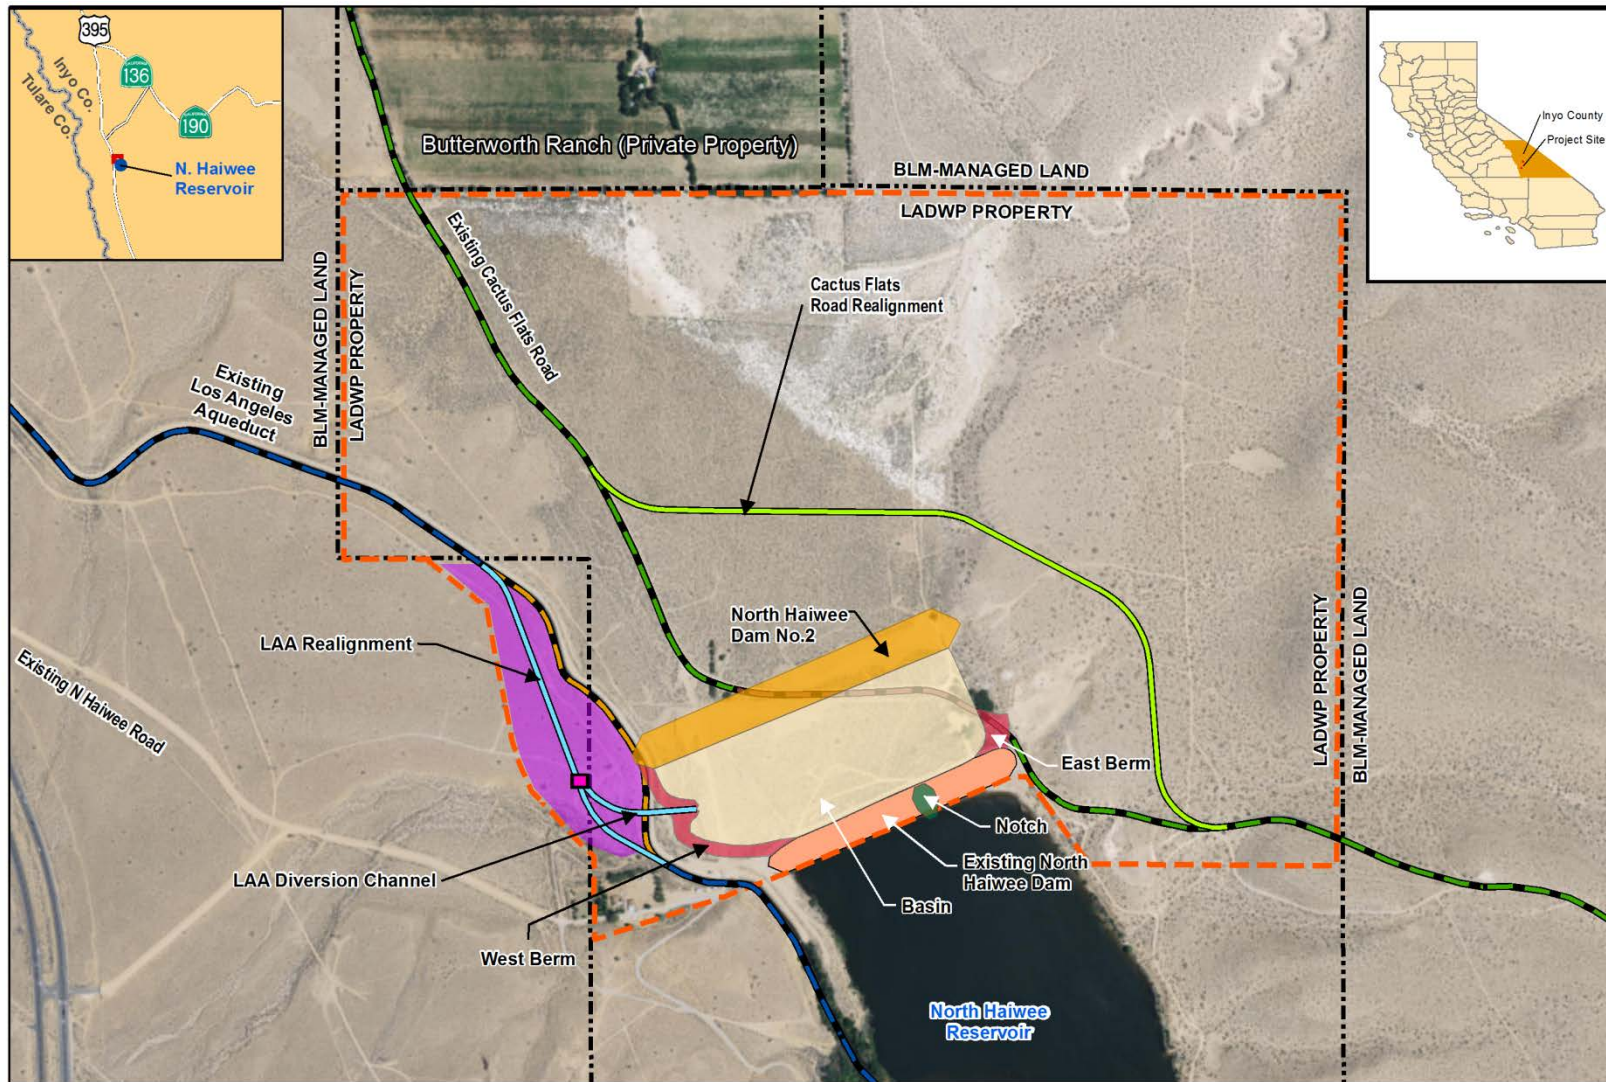 395
Inyo Co.
Tulare Co.
CALIFORNIA
136
CALIFORNIA
190
N. Haiwee
Reservoir
Inyo County
Project Site
Butterworth Ranch (Private Property)
BLM-MANAGED LAND
LADWP PROPERTY
Existing Cactus Flats Road
Cactus Flats
Road Realignment
BLM-MANAGED LAND
LADWP PROPERTY
Existing
Los Angeles
Aqueduct
LADWP PROPERTY
BLM-MANAGED LAND
North Haiwee
Dam No.2
LAA Realignment
Existing N Haiwee Road
East Berm
Notch
Existing North
Haiwee Dam
Basin
LAA Diversion Channel
West Berm
North Haiwee
Reservoir